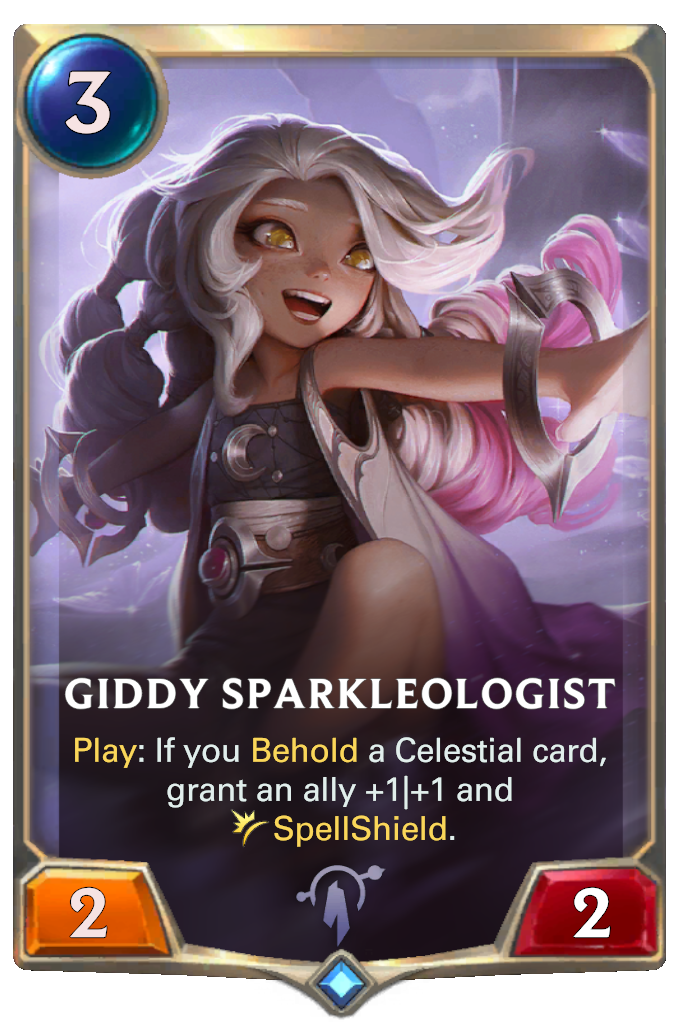 3
GIDDY SPARKLEOLOGIST
Play: If you Behold a Celestial card,
grant an ally +1|+1 and
SpellShield.
2
2